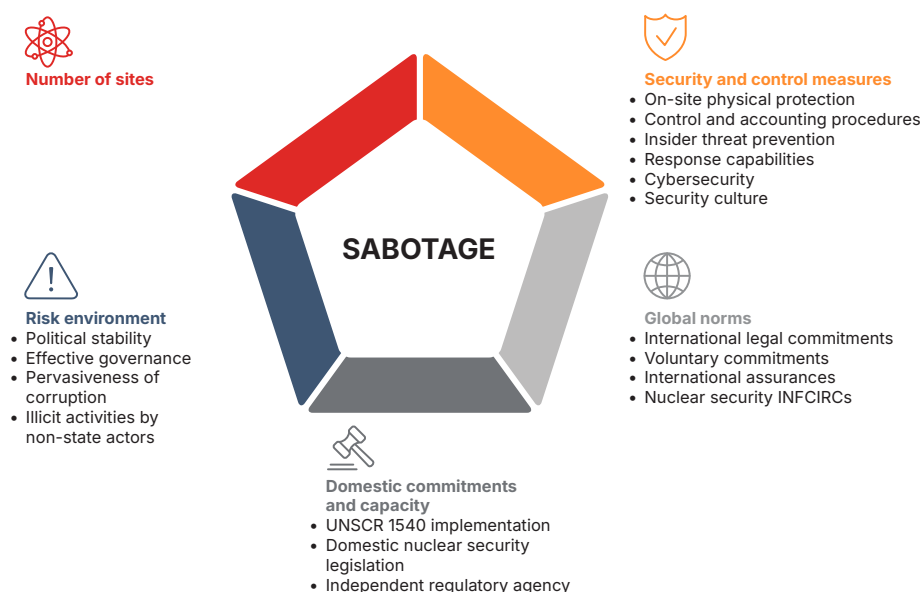 Number of sites
Security and control measures
On-site physical protection
Control and accounting procedures
Insider threat prevention
Response capabilities
Cybersecurity
Security culture
SABOTAGE
Risk environment
Political stability
Effective governance
Pervasiveness of
corruption
Illicit activities by
non-state actors
Global norms
International legal commitments
Voluntary commitments
International assurances
Nuclear security INFCIRCs
Domestic commitments
and capacity
UNSCR 1540 implementation
Domestic nuclear security
legislation
Independent regulatory agency